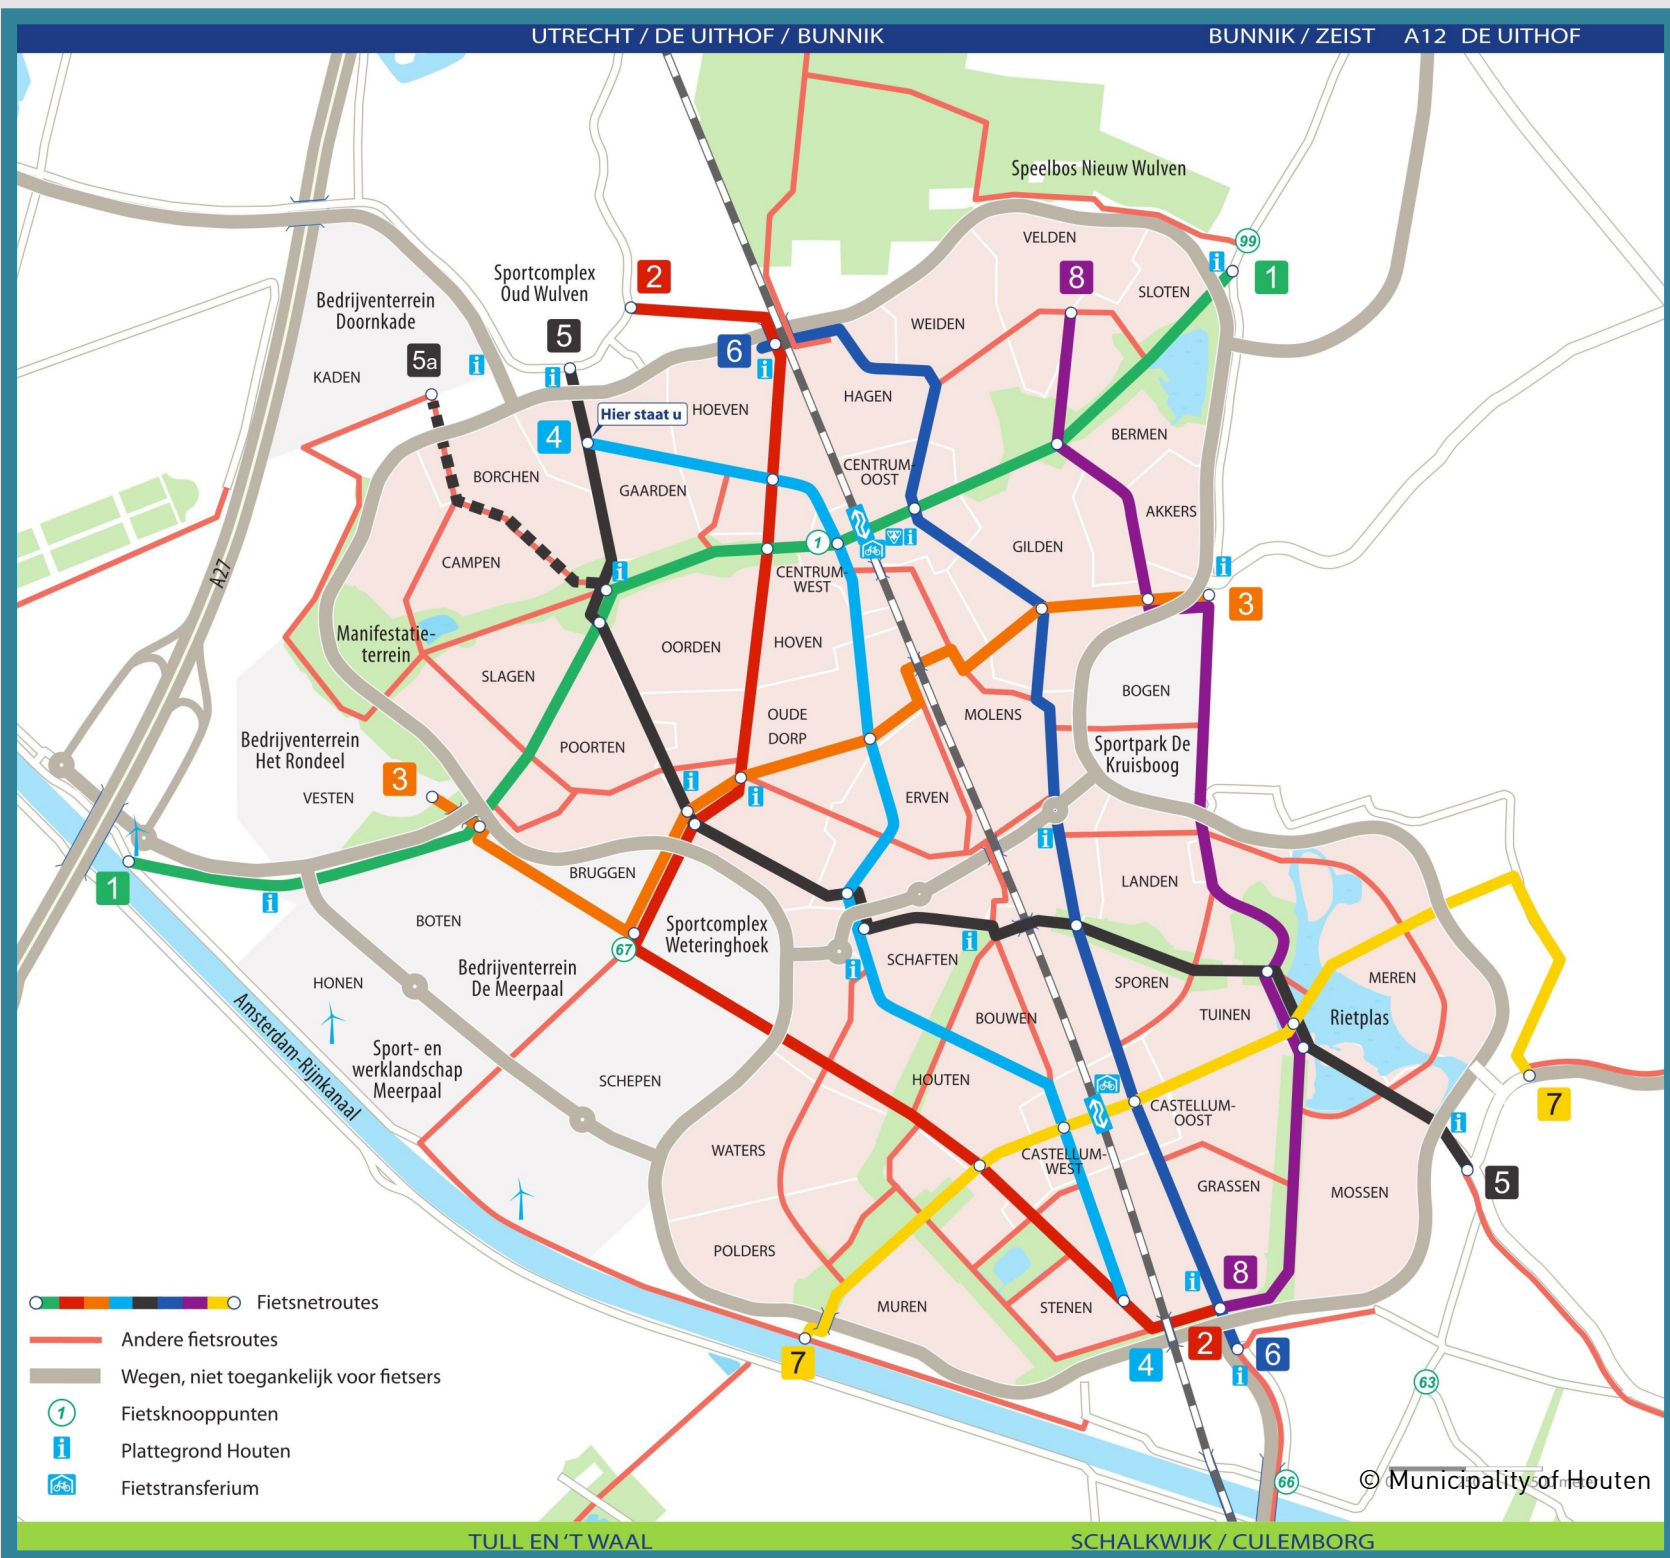 UTRECHT / DE UITHOF / BUNNIK
BUNNIK / ZEIST A12 DE UITHOF
Speelbos Nieuw Wulven
VELDEN
99
8
1
SLOTEN
Sportcomplex
Oud Wulven
2
Bedrijventerrein
Doornkade
WEIDEN
5
6
5a
KADEN
HAGEN
Hier staat u
HOEVEN
4
BERMEN
BORCHEN
CENTRUM-
OOST
GAARDEN
AKKERS
1
GILDEN
CAMPEN
A27
CENTRUM-
WEST
3
Manifestatie-
terrein
OORDEN
HOVEN
SLAGEN
BOGEN
OUDE
DORP
MOLENS
Bedrijventerrein
Het Rondeel
POORTEN
Sportpark De
Kruisboog
3
VESTEN
ERVEN
BRUGGEN
LANDEN
1
BOTEN
Sportcomplex
Weteringhoek
67
SCHAFTEN
Bedrijventerrein
De Meerpaal
HONEN
SPOREN
MEREN
Amsterdam-Rijnkanaal
BOUWEN
TUINEN
Rietplas
Sport- en
werklandschap
Meerpaal
SCHEPEN
HOUTEN
7
CASTELLUM-
OOST
WATERS
CASTELLUM-
WEST
GRASSEN
MOSSEN
5
POLDERS
8
MUREN
STENEN
7
4
2
6
63
66
Fietsnetroutes
Andere fietsroutes
Wegen, niet toegankelijk voor fietsers
1
Fietsknooppunten
i
Plattegrond Houten
Fietstransferium
© Municipality of Houten
TULL EN 'T WAAL
SCHALKWIJK / CULEMBORG